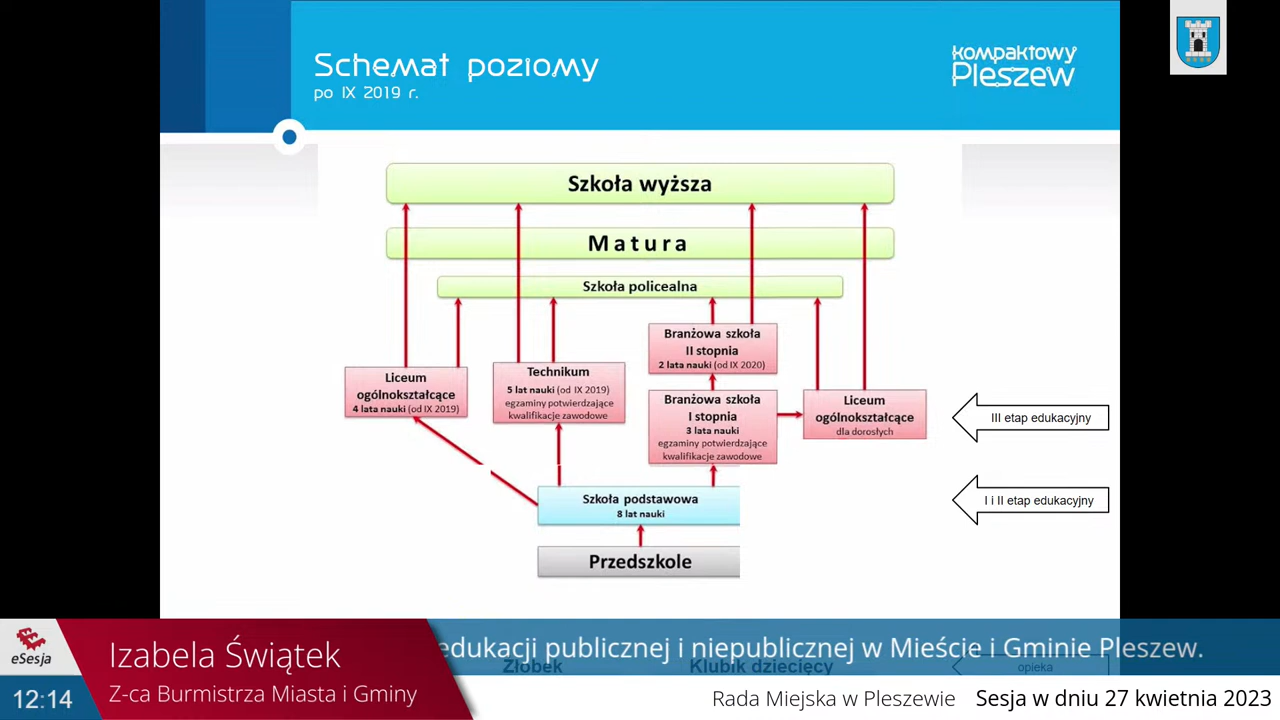 Schemat poziomy
po IX 2019 r.
kompaktowy
Pleszew
Szkoła wyższa
Matura
Szkoła policealna
Branżowa szkoła
II stopnia
2 lata nauki (od IX 2020)
Liceum
ogólnokształcące
4 lata nauki (od IX 2019)
Technikum
5 lat nauki (od IX 2019)
egzaminy potwierdzające
kwalifikacje zawodowe
Branżowa szkoła
I stopnia
3 lata nauki
egzaminy potwierdzające
kwalifikacje zawodowe
Liceum
ogólnokształcące
dla dorosłych
III etap edukacyjny
Szkoła podstawowa
8 lat nauki
I i II etap edukacyjny
Przedszkole
Żłobek
Klubik dziecięcy
opieka
edukacji publicznej i niepublicznej w Mieście i Gminie Pleszew.
eSesja
Izabela Świątek
Z-ca Burmistrza Miasta i Gminy
12:14
Rada Miejska w Pleszewie Sesja w dniu 27 kwietnia 2023